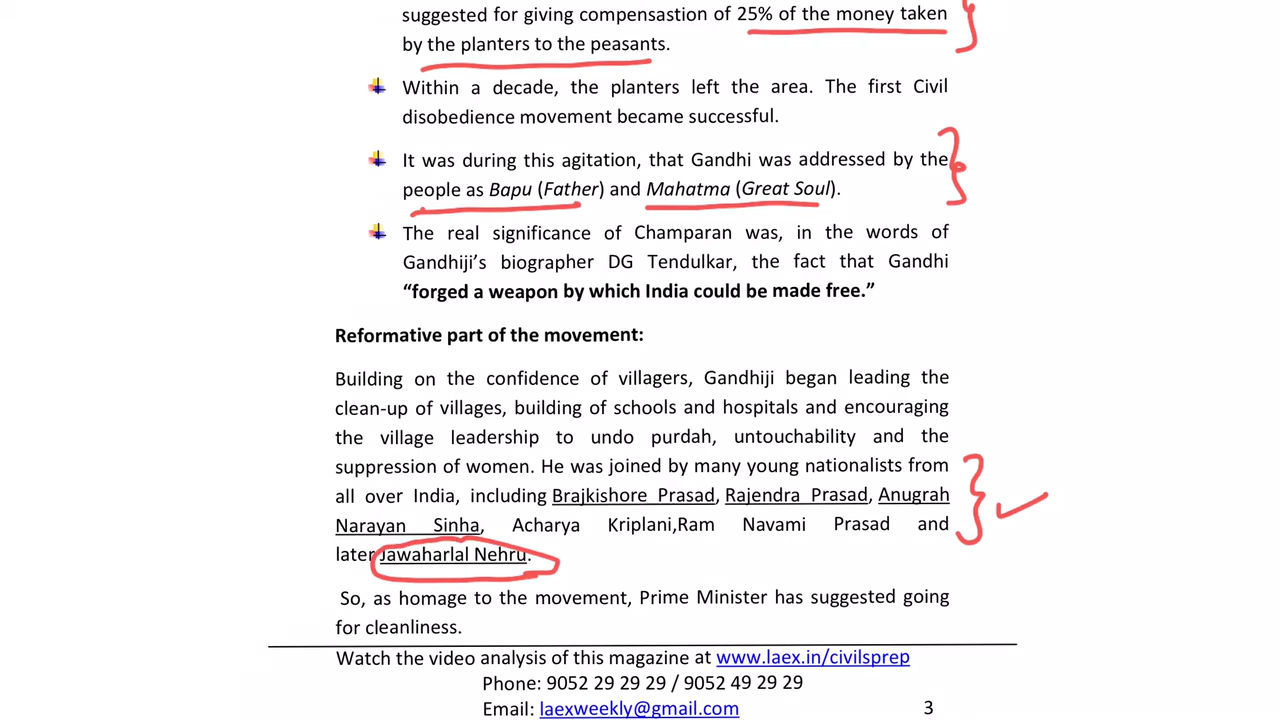 suggested for giving compensastion of 25% of the money taken
by the planters to the peasants.
Within a decade, the planters left the area. The first Civil
disobedience movement became successful.
It was during this agitation, that Gandhi was addressed by the
people as Bapu (Father) and Mahatma (Great Soul).
The real significance of Champaran was, in the words of
Gandhiji’s biographer DG Tendulkar, the fact that Gandhi
“forged a weapon by which India could be made free.”
Reformative part of the movement:
Building on the confidence of villagers, Gandhiji began leading the
clean-up of villages, building of schools and hospitals and encouraging
the village leadership to undo purdah, untouchability and the
suppression of women. He was joined by many young nationalists from
all over India, including Brajkishore Prasad, Rajendra Prasad, Anugrah
Narayan Sinha, Acharya Kriplani,Ram Navami Prasad and
later Jawaharlal Nehru.
So, as homage to the movement, Prime Minister has suggested going
for cleanliness.
Watch the video analysis of this magazine at www.laex.in/civilsprep
Phone: 9052 29 29 29 / 9052 49 29 29
Email: laexweekly@gmail.com 3